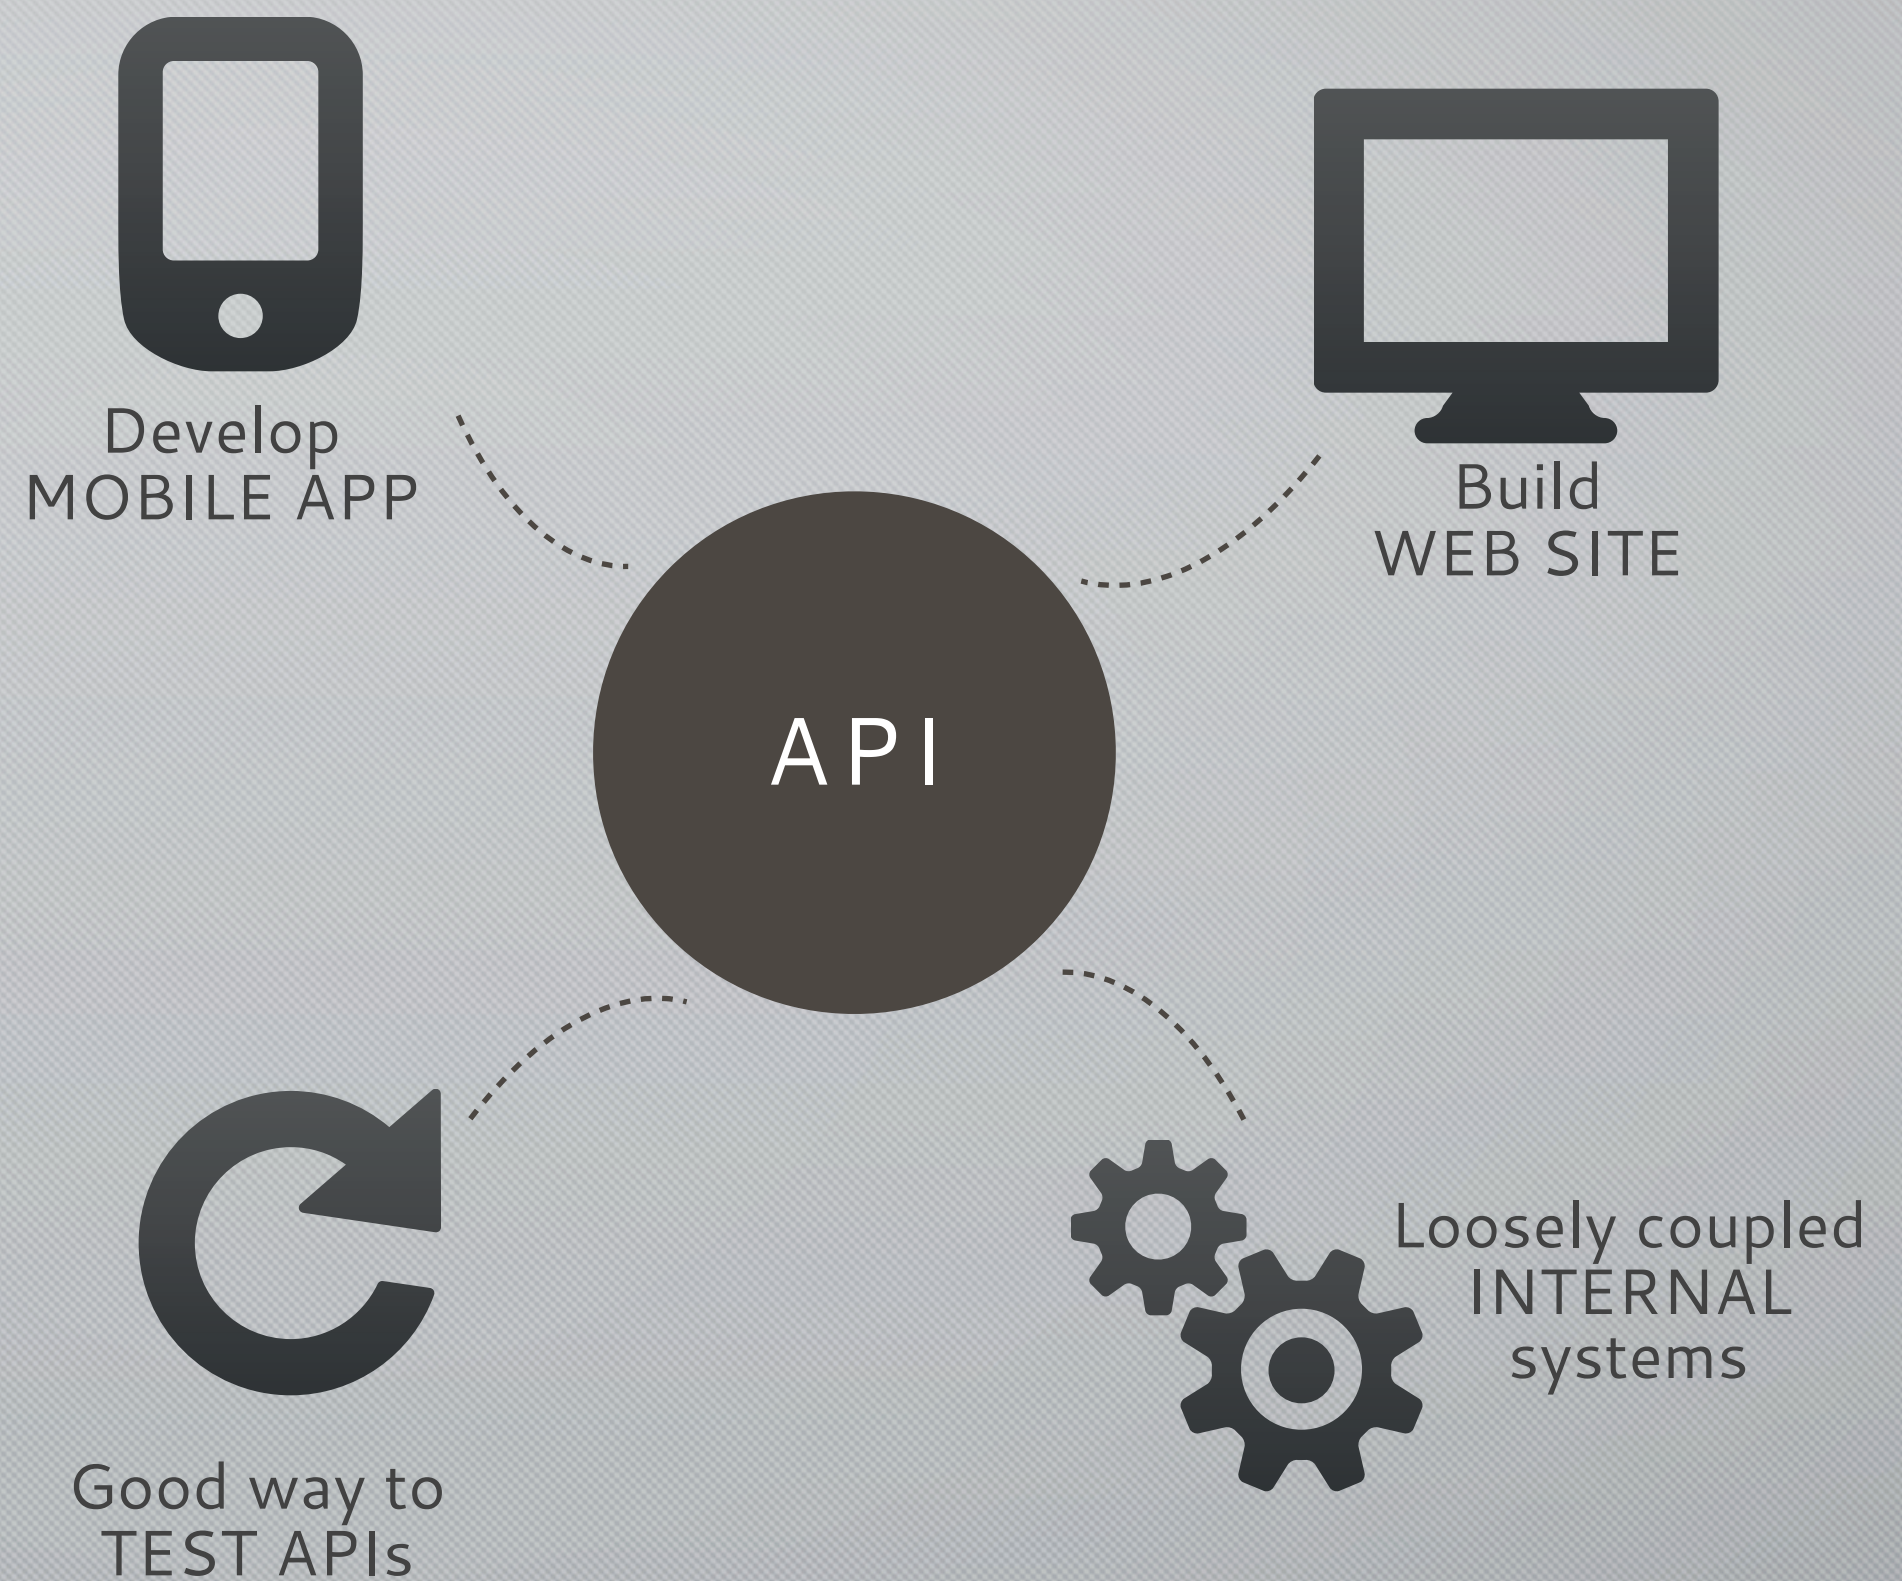 Develop
MOBILE APP
Build
WEB SITE
API
Good way to
TEST APIs
Loosely coupled
INTERNAL
systems